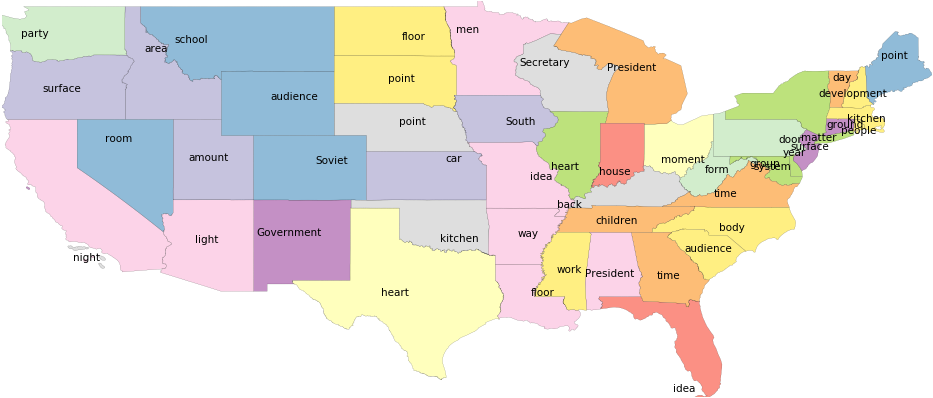 party
area
school
floor
men
Secretary
President
point
surface
audience
point
day
development
room
amount
Soviet
point
car
South
heart
house
moment
door
matter
ground
kitchen
people
year
surface
form
group
system
night
light
Government
kitchen
idea
back
way
children
time
body
audience
heart
floor
work
President
time
idea